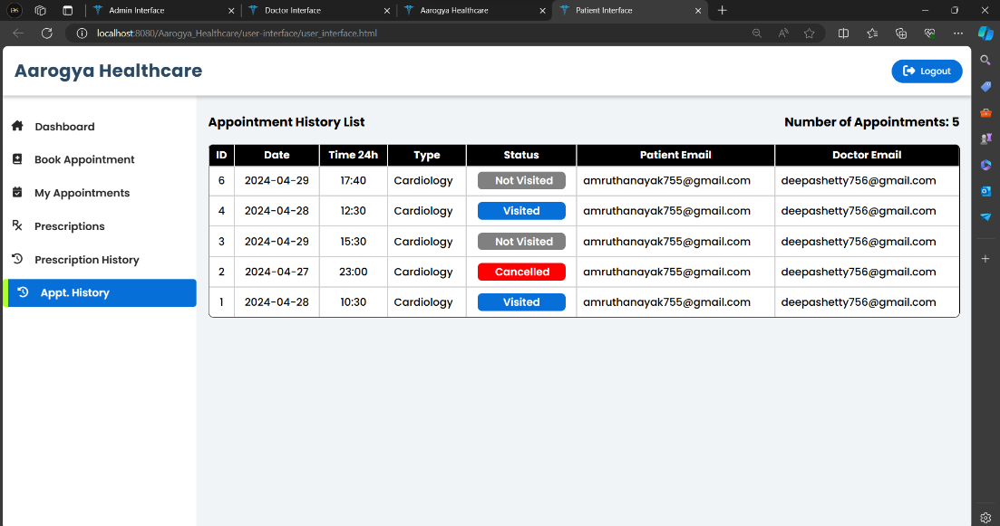 Admin Interface
Doctor Interface
Aarogya Healthcare
Patient Interface
localhost:8080/Aarogya_Healthcare/user-interface/user_interface.html
Aarogya Healthcare
Logout
Dashboard
Book Appointment
My Appointments
Prescriptions
Prescription History
Appt. History
Appointment History List
Number of Appointments: 5
ID Date Time 24h Type Status Patient Email Doctor Email
6 2024-04-29 17:40 Cardiology Not Visited amruthanayak755@gmail.com deepashetty756@gmail.com
4 2024-04-28 12:30 Cardiology Visited amruthanayak755@gmail.com deepashetty756@gmail.com
3 2024-04-29 15:30 Cardiology Not Visited amruthanayak755@gmail.com deepashetty756@gmail.com
2 2024-04-27 23:00 Cardiology Cancelled amruthanayak755@gmail.com deepashetty756@gmail.com
1 2024-04-28 10:30 Cardiology Visited amruthanayak755@gmail.com deepashetty756@gmail.com